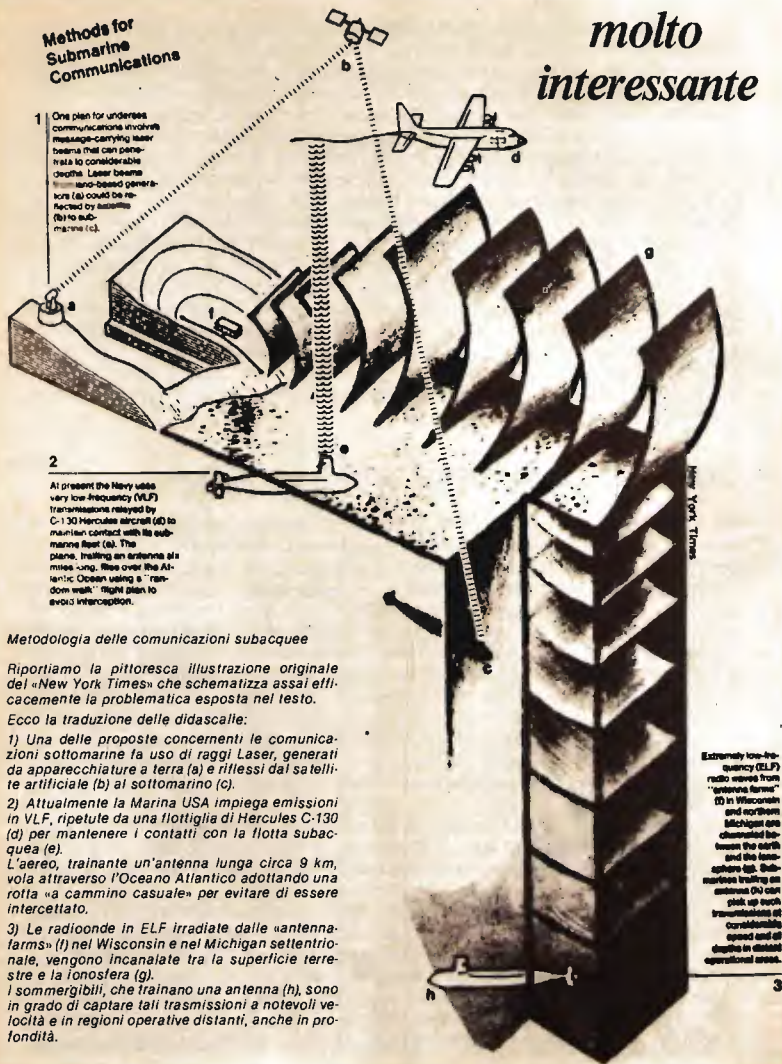 Methods for
Submarine
Communications
molto
interessante
1
One plan for undersea
communications involves
message-carrying laser
beams that can pene-
trate to considerable
depths. Laser beams
from land-based genera-
tors (a) could be re-
flected by satellite
(b) to sub-
marine (c).
a
b
d
f
g
e
c
h
New York Times
2
At present the Navy uses
very low-frequency (VLF)
transmissions relayed by
C-130 Hercules aircraft (d) to
maintain contact with its sub-
marine fleet (e). The
plane, trailing an antenna six
miles long, flies over the At-
lantic Ocean using a "ran-
dom walk" flight plan to
avoid interception.
Metodologia delle comunicazioni subacquee
Riportiamo la pittoresca illustrazione originale
del «New York Times» che schematizza assai effi-
cacemente la problematica esposta nel testo.
Ecco la traduzione delle didascalie:
1) Una delle proposte concernenti le comunica-
zioni sottomarine fa uso di raggi Laser, generati
da apparecchiature a terra (a) e riflessi dal satelli-
te artificiale (b) al sottomarino (c).
2) Attualmente la Marina USA impiega emissioni
in VLF, ripetute da una flottiglia di Hercules C-130
(d) per mantenere i contatti con la flotta subac-
quea (e).
L'aereo, trainante un'antenna lunga circa 9 km,
vola attraverso l'Oceano Atlantico adottando una
rotta «a cammino casuale» per evitare di essere
intercettato.
3) Le radioonde in ELF irradiate dalle «antenna-
farms» (f) nel Wisconsin e nel Michigan settentrio-
nale, vengono incanalate tra la superficie terre-
stre e la ionosfera (g).
I sommergibili, che trainano una antenna (h), sono
in grado di captare tali trasmissioni a notevoli ve-
locità e in regioni operative distanti, anche in pro-
fondità.
Extremely low-fre-
quency (ELF)
radio waves from
"antenna farms"
(f) in Wisconsin
and northern
Michigan are
channeled be-
tween the earth
and the iono-
sphere (g). Sub-
marines trailing an
antenna (h) can
pick up such
transmissions at
considerable
speed and at
depths in distant
operational areas.
3